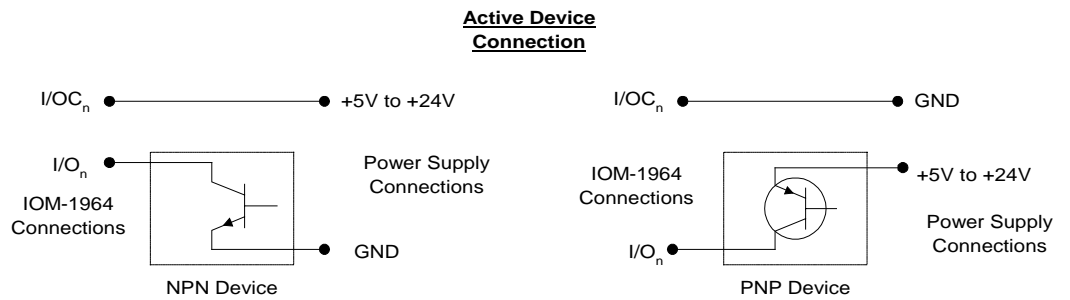 Active Device
Connection
I/OCn
+5V to +24V
I/On
IOM-1964
Connections
Power Supply
Connections
GND
NPN Device
I/OCn
GND
IOM-1964
Connections
+5V to +24V
Power Supply
Connections
I/On
PNP Device